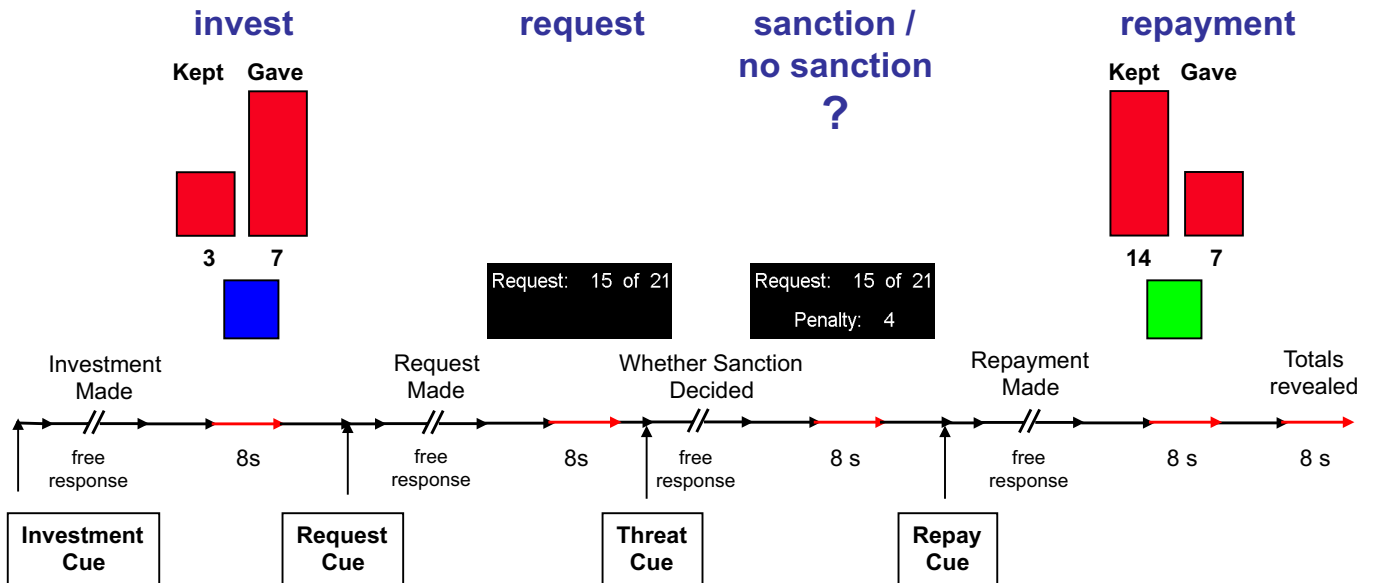 invest
request
sanction /
no sanction
?
repayment
Kept Gave
Kept Gave
3 7
14 7
Request: 15 of 21
Request: 15 of 21
Penalty: 4
Investment
Made
Request
Made
Whether Sanction
Decided
Repayment
Made
Totals
revealed
free
response
8s
free
response
8s
free
response
8 s
free
response
8 s
8 s
Investment
Cue
Request
Cue
Threat
Cue
Repay
Cue